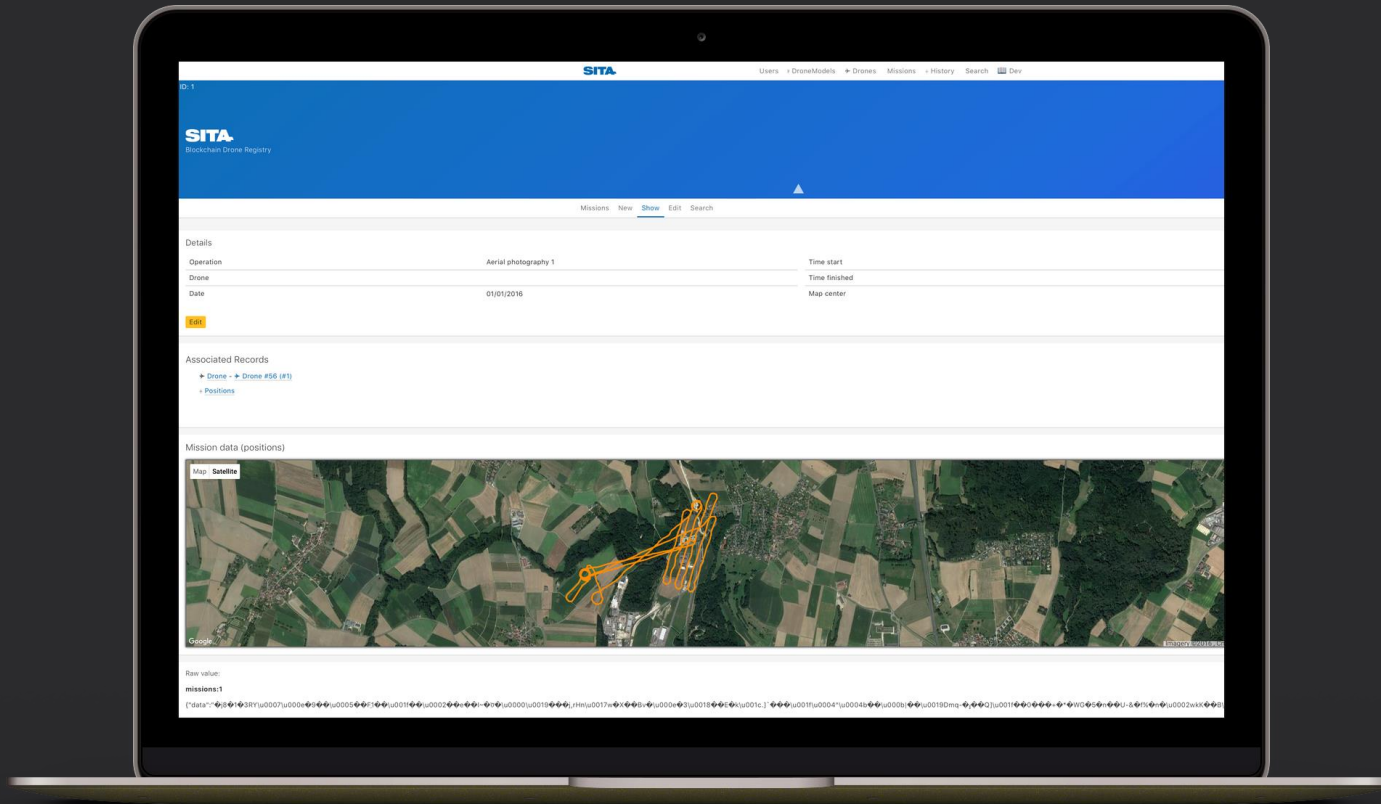 SITA
Users DroneModels Drones Missions History Search Dev
ID: 1
SITA
Blockchain Drone Registry
Missions New Show Edit Search
Details
Operation Aerial photography 1 Time start
Drone Time finished
Date 01/01/2016 Map center
Edit
Associated Records
Drone - Drone #56 (#1)
Positions
Mission data (positions)
Map Satellite
Google
Imagery ©2016,
Raw value:
missions:1